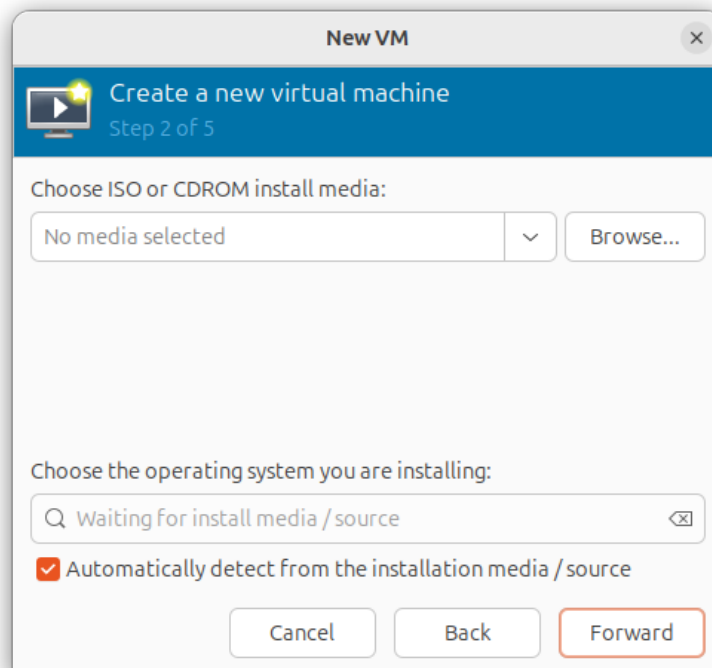 New VM
Create a new virtual machine
Step 2 of 5
Choose ISO or CDROM install media:
No media selected
Browse...
Choose the operating system you are installing:
Waiting for install media / source
Automatically detect from the installation media / source
Cancel Back Forward